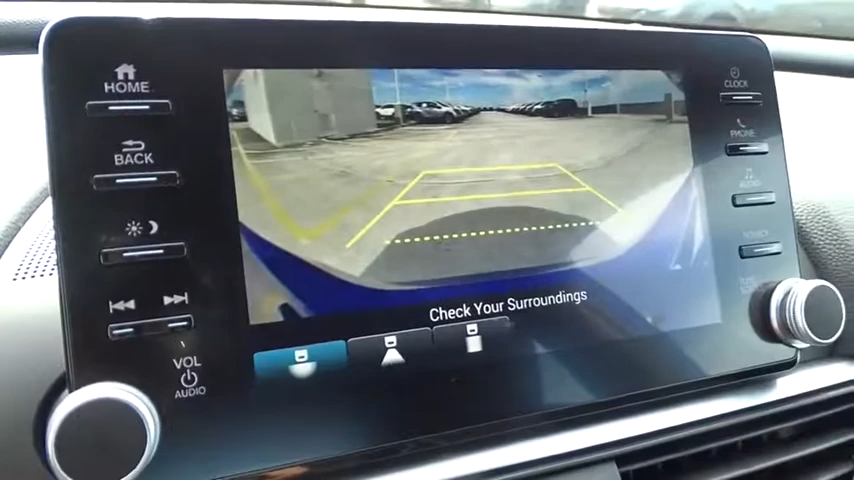 HOME
BACK
VOL
AUDIO
Check Your Surroundings
CLOCK
PHONE
AUDIO